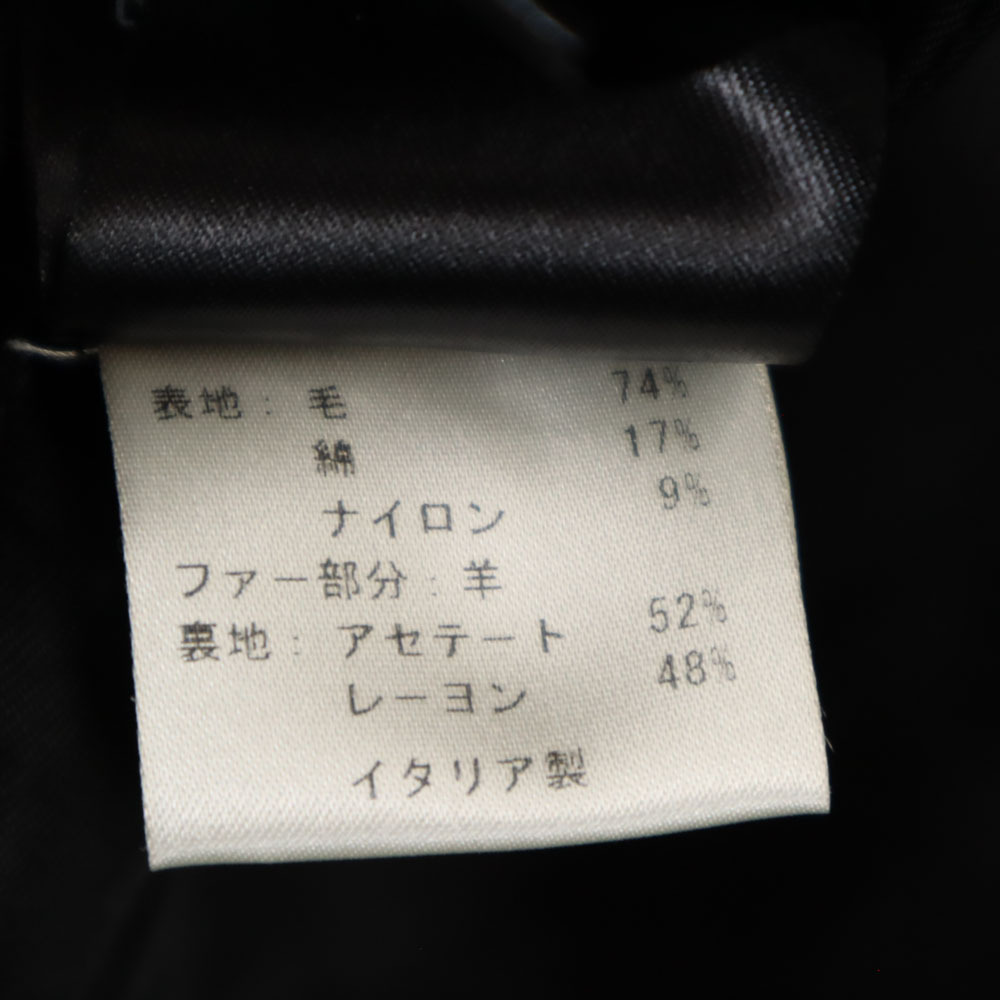 表地: 毛 74%
綿 17%
ナイロン 9%
ファー部分: 羊
裏地: アセテート 52%
レーヨン 48%
イタリア製